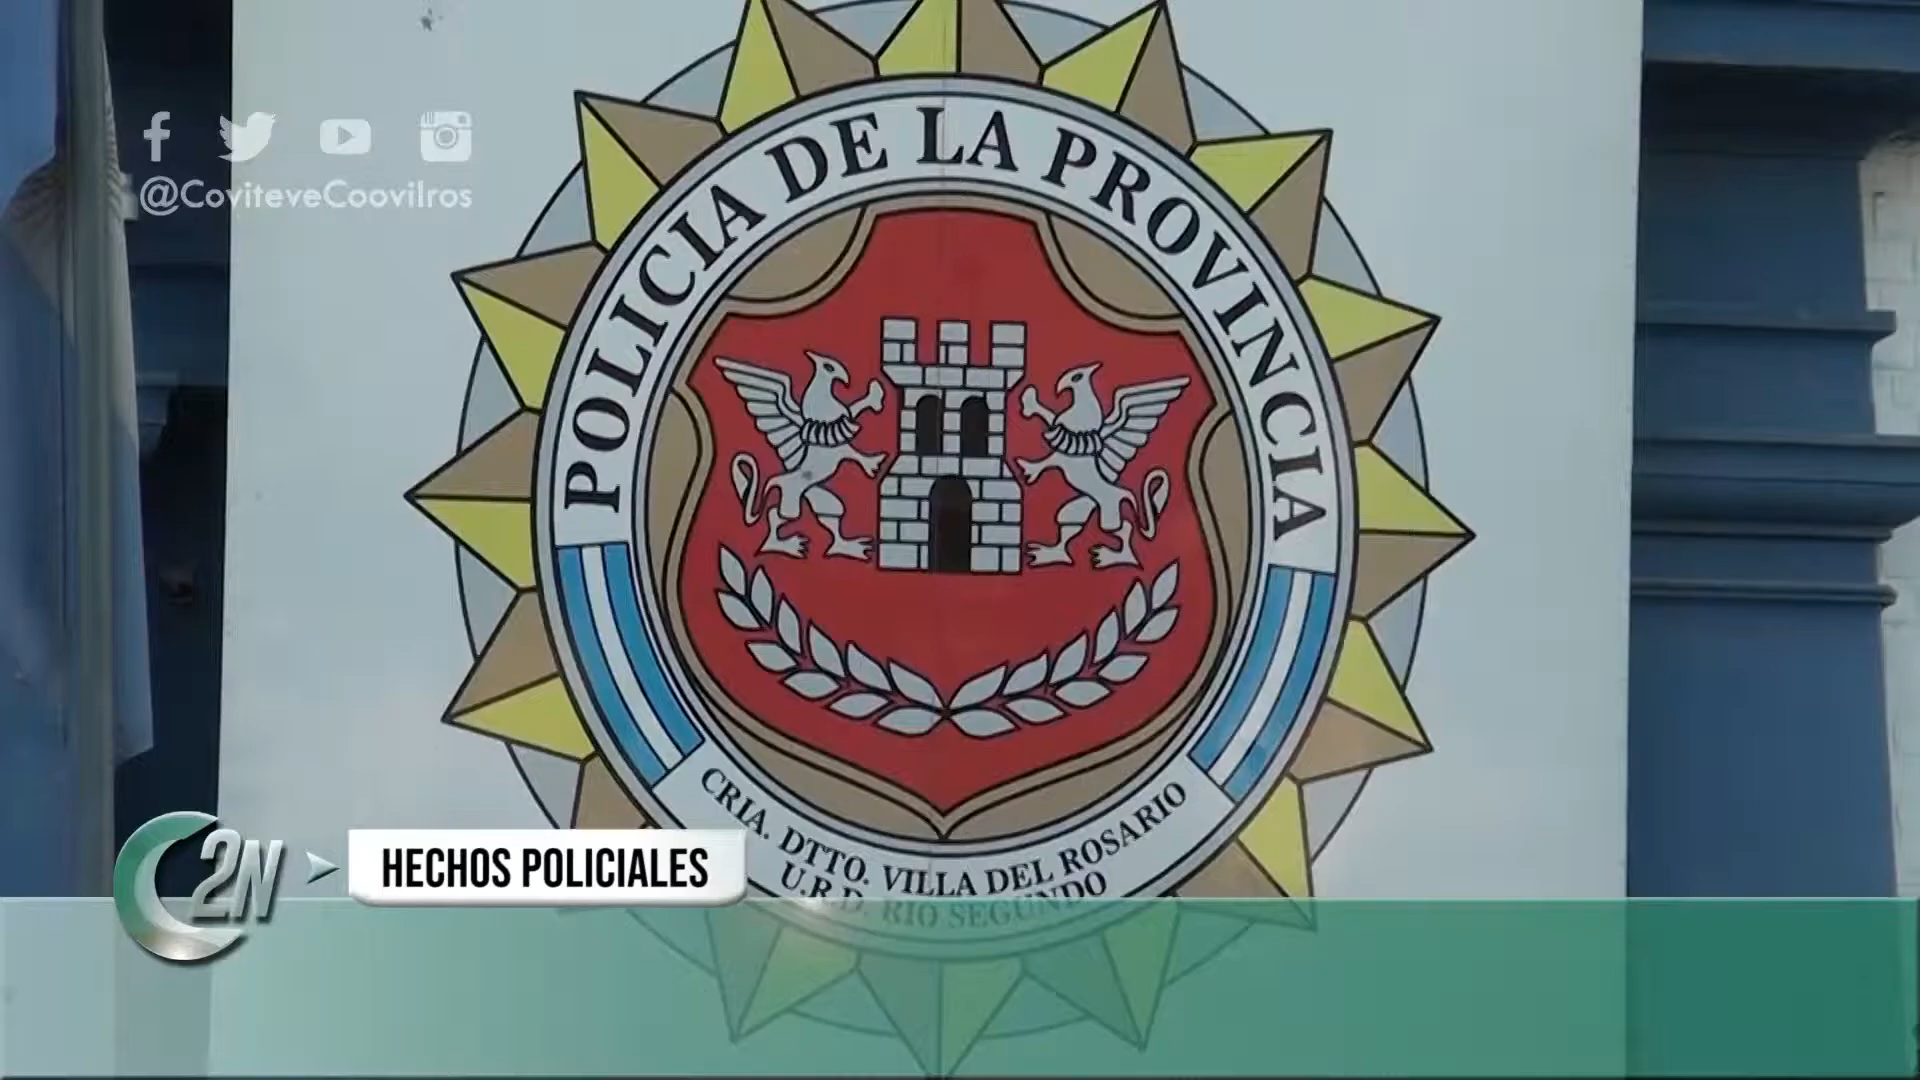 @CoviteveCoovilros
POLICIA DE LA PROVINCIA
CRIA. DTTO. VILLA DEL ROSARIO
U.R.D. RIO SEGUNDO
2N
HECHOS POLICIALES